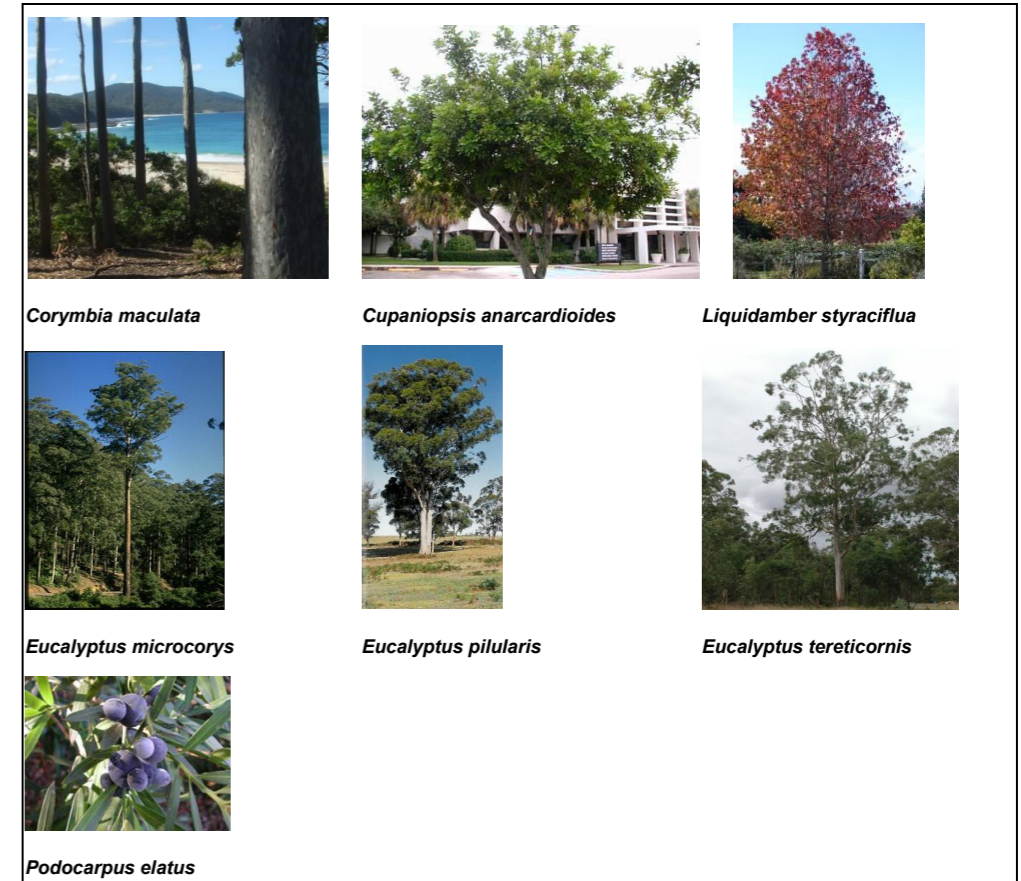 Corymbia maculata
Cupaniopsis anarcardioides
Liquidamber styraciflua
Eucalyptus microcorys
Eucalyptus pilularis
Eucalyptus tereticornis
Podocarpus elatus